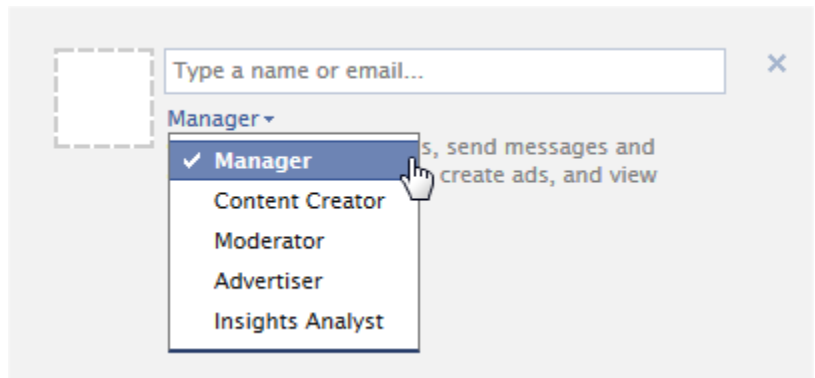 Type a name or email...
Manager
s, send messages and
Manager
create ads, and view
Content Creator
Moderator
Advertiser
Insights Analyst